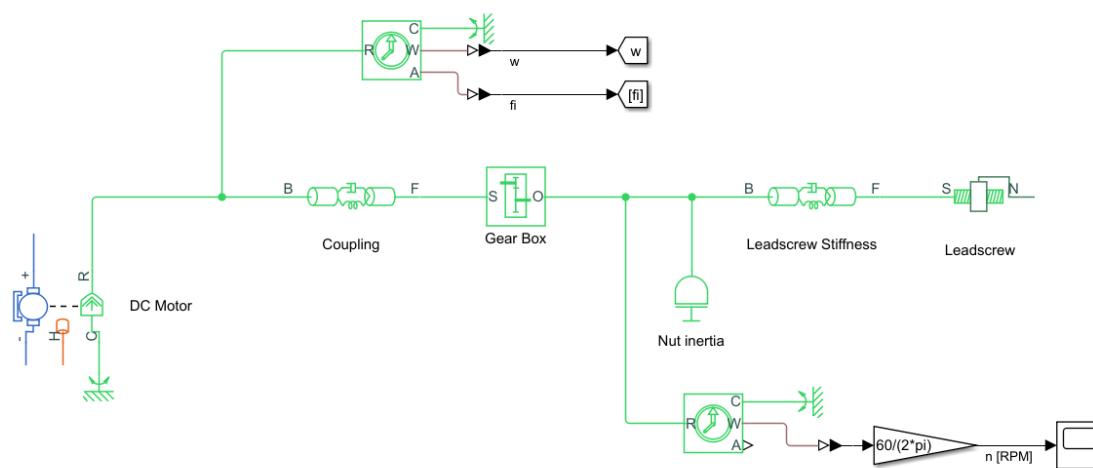 C
R
W
w
w
A
fi
[fi]
B
F
S
O
B
F
S
N
Coupling
Gear Box
Leadscrew Stiffness
Leadscrew
+
R
DC Motor
-
H
C
Nut inertia
C
R
W
A
60/(2*pi)
n [RPM]